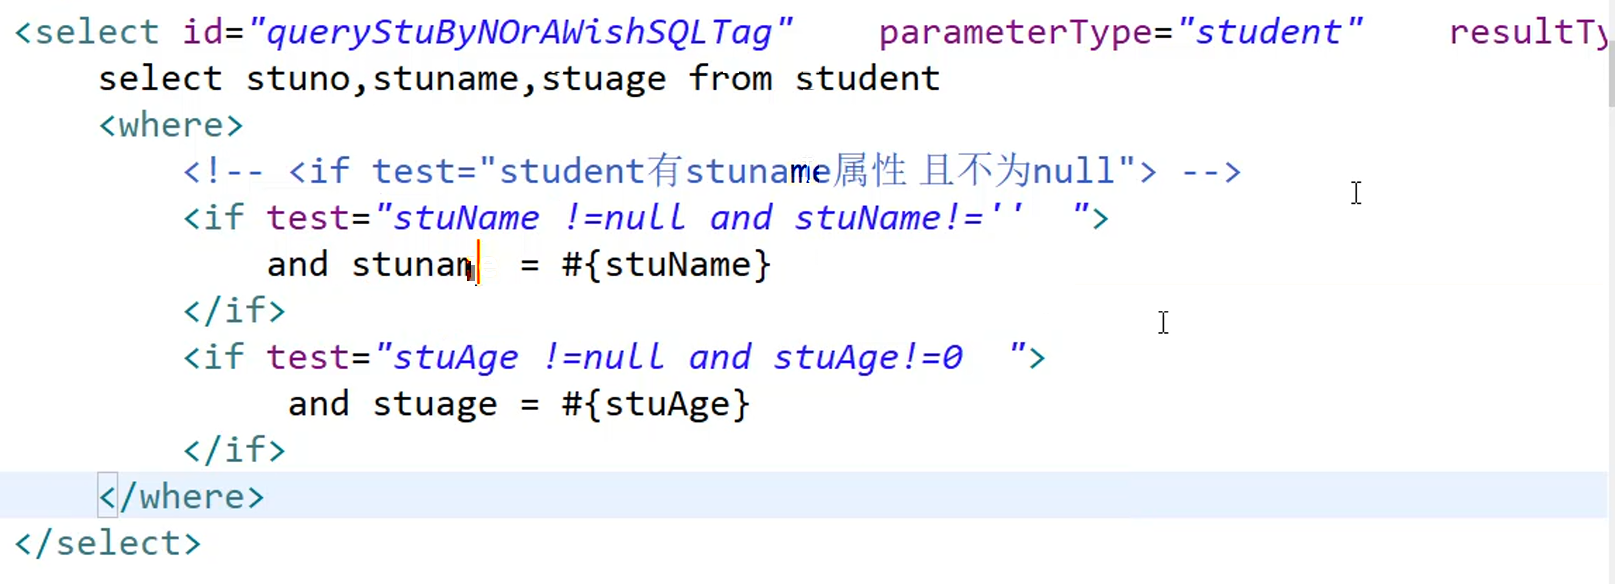 <select id="queryStuByNOrAWishSQLTag" parameterType="student" resultTy
select stuno,stuname,stuage from student
<where>
<!-- <if test="student有stuname属性 且不为null"> -->
<if test="stuName !=null and stuName!='' ">
and stunam = #{stuName}
</if>
<if test="stuAge !=null and stuAge!=0 ">
and stuage = #{stuAge}
</if>
</where>
</select>